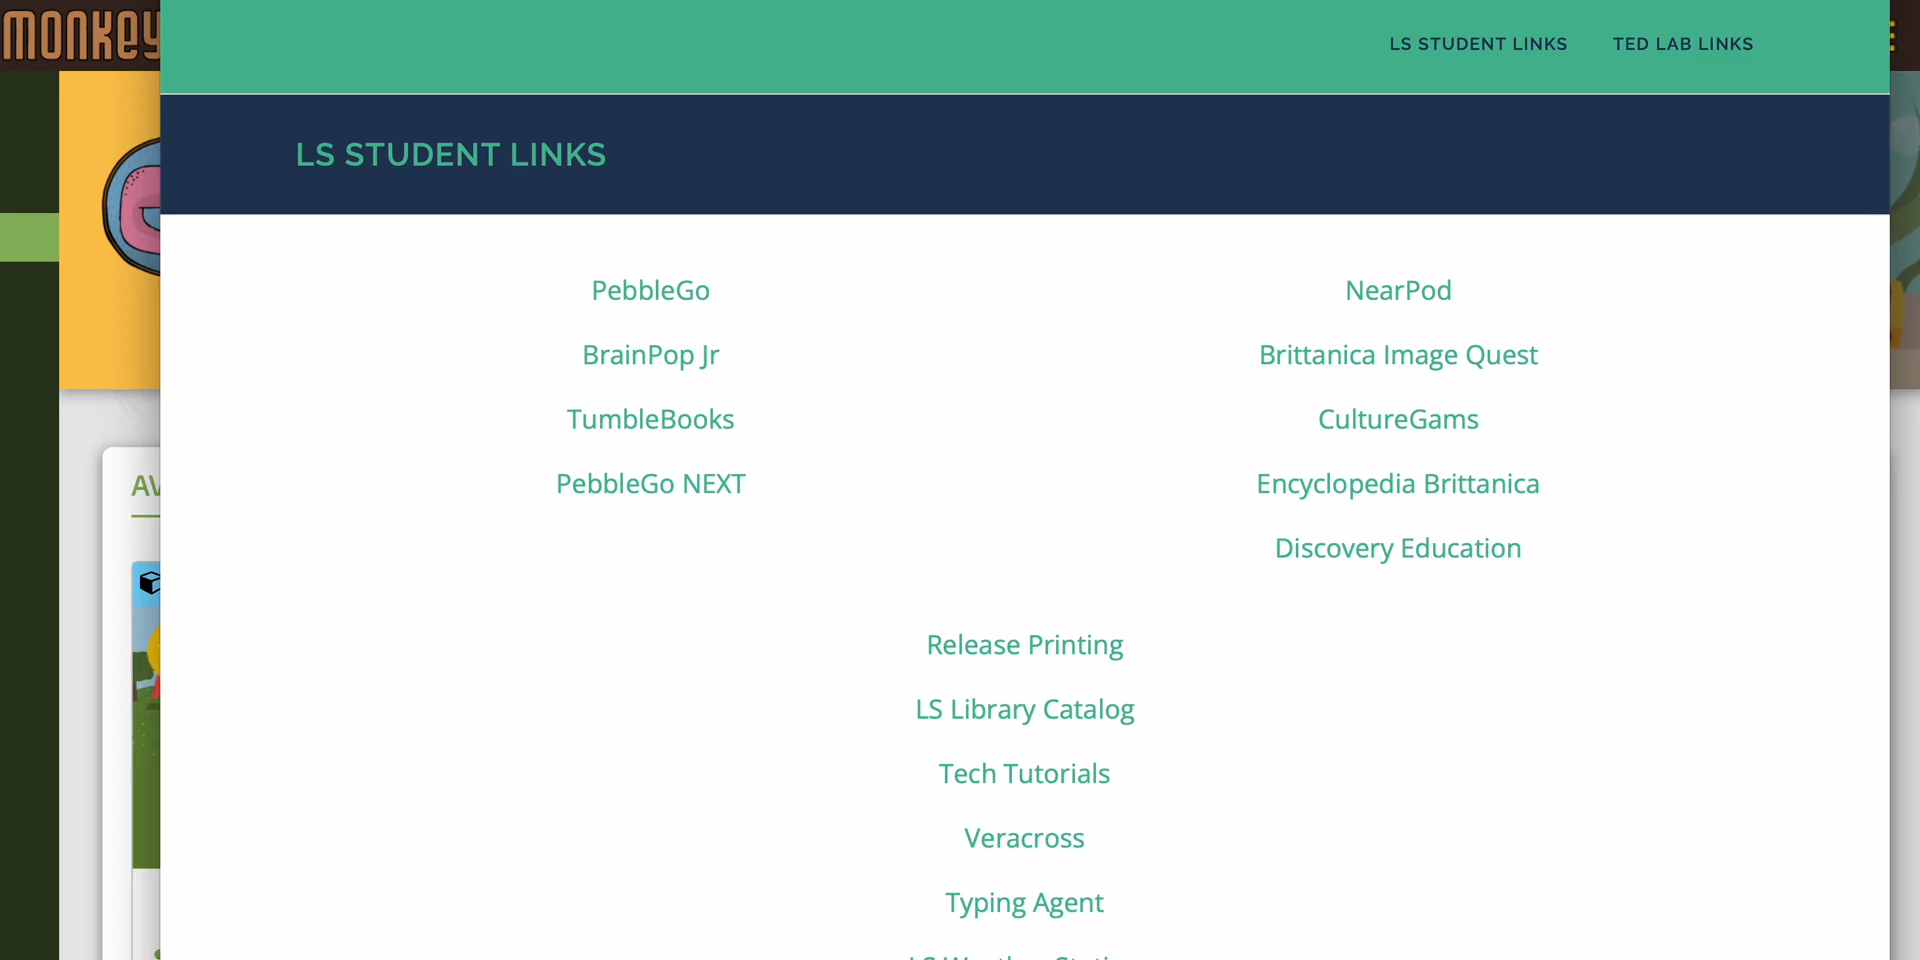 LS STUDENT LINKS TED LAB LINKS
LS STUDENT LINKS
PebbleGo
BrainPop Jr
TumbleBooks
PebbleGo NEXT
NearPod
Brittanica Image Quest
CultureGams
Encyclopedia Brittanica
Discovery Education
Release Printing
LS Library Catalog
Tech Tutorials
Veracross
Typing Agent